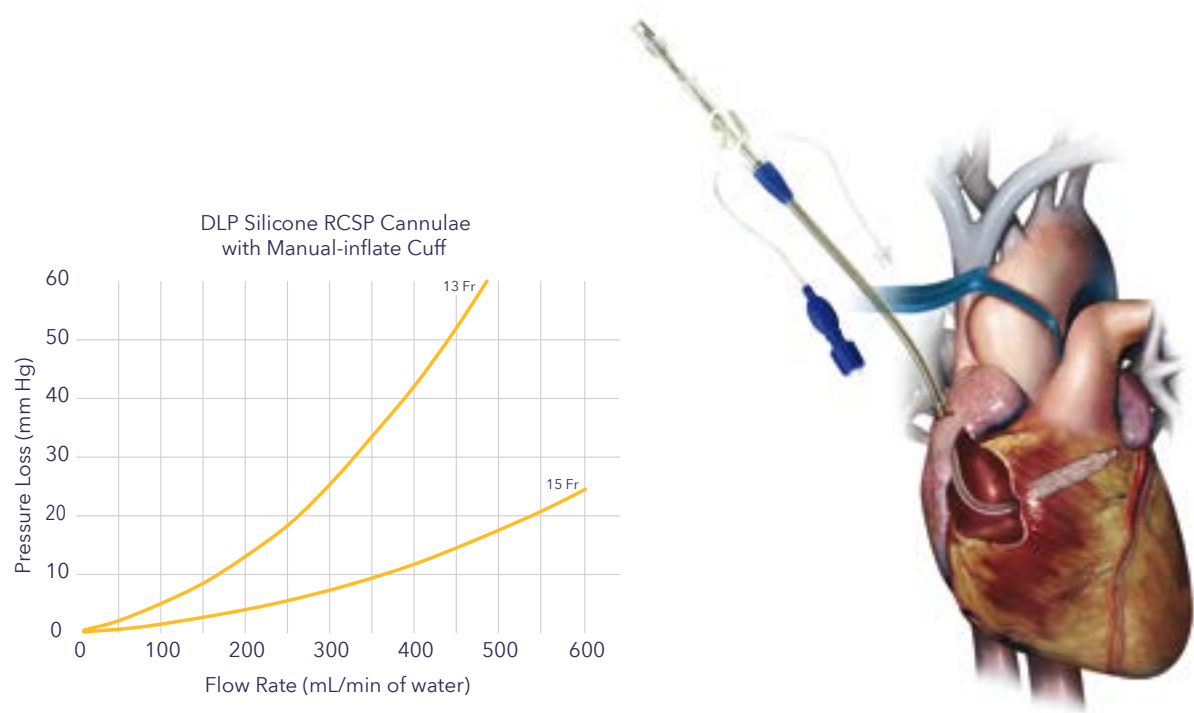 DLP Silicone RCSP Cannulae
with Manual-inflate Cuff
Pressure Loss (mm Hg)
60
50
40
30
20
10
0
13 Fr
15 Fr
0 100 200 300 400 500 600
Flow Rate (mL/min of water)